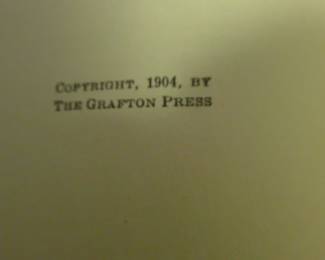 COPYRIGHT, 1904, BY
THE GRAFTON PRESS